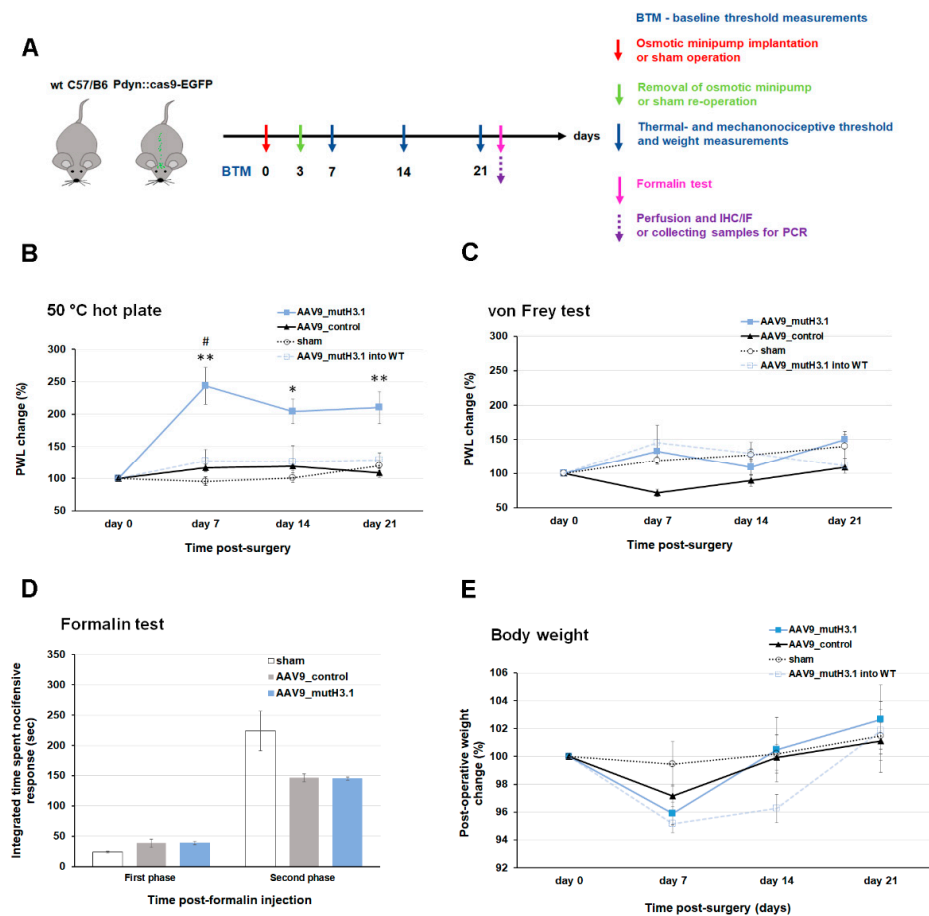 A
wt C57/B6 Pdyn::cas9-EGFP
BTM
0
3
7
14
21
days
BTM - baseline threshold measurements
Osmotic minipump implantation
or sham operation
Removal of osmotic minipump
or sham re-operation
Thermal- and mechanonociceptive threshold
and weight measurements
Formalin test
Perfusion and IHC/IF
or collecting samples for PCR
B
50 °C hot plate
AAV9_mutH3.1
AAV9_control
sham
AAV9_mutH3.1 into WT
PWL change (%)
350
300
250
200
150
100
50
#
**
*
**
day 0
day 7
day 14
day 21
Time post-surgery
C
von Frey test
AAV9_mutH3.1
AAV9_control
sham
AAV9_mutH3.1 into WT
PWL change (%)
350
300
250
200
150
100
50
day 0
day 7
day 14
day 21
Time post-surgery
D
Formalin test
sham
AAV9_control
AAV9_mutH3.1
Integrated time spent nocifensive
response (sec)
350
300
250
200
150
100
50
0
First phase
Second phase
Time post-formalin injection
E
Body weight
AAV9_mutH3.1
AAV9_control
sham
AAV9_mutH3.1 into WT
Post-operative weight
change (%)
106
104
102
100
98
96
94
92
day 0
day 7
day 14
day 21
Time post-surgery (days)